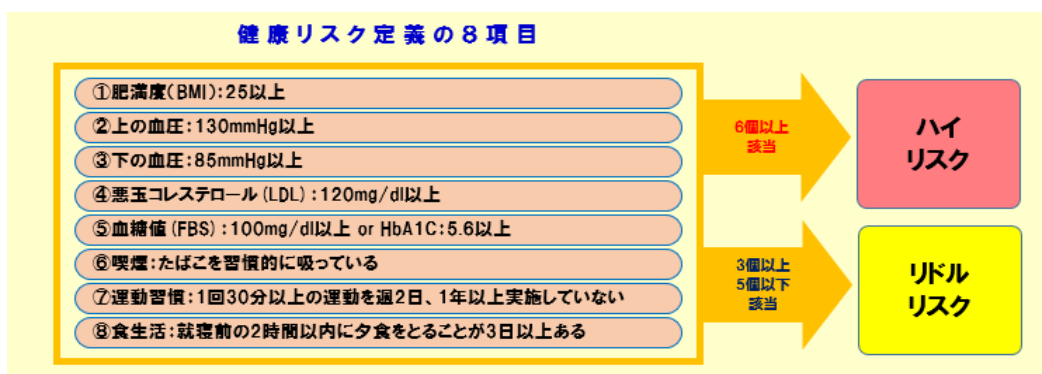 健康リスク定義の8項目
①肥満度(BMI):25以上
②上の血圧:130mmHg以上
③下の血圧:85mmHg以上
④悪玉コレステロール(LDL):120mg/dl以上
⑤血糖値(FBS):100mg/dl以上 or HbA1C:5.6以上
⑥喫煙:たばこを習慣的に吸っている
⑦運動習慣:1回30分以上の運動を週2日、1年以上実施していない
⑧食生活:就寝前の2時間以内に夕食をとることが3日以上ある
6個以上
該当
ハイ
リスク
3個以上
5個以下
該当
リドル
リスク